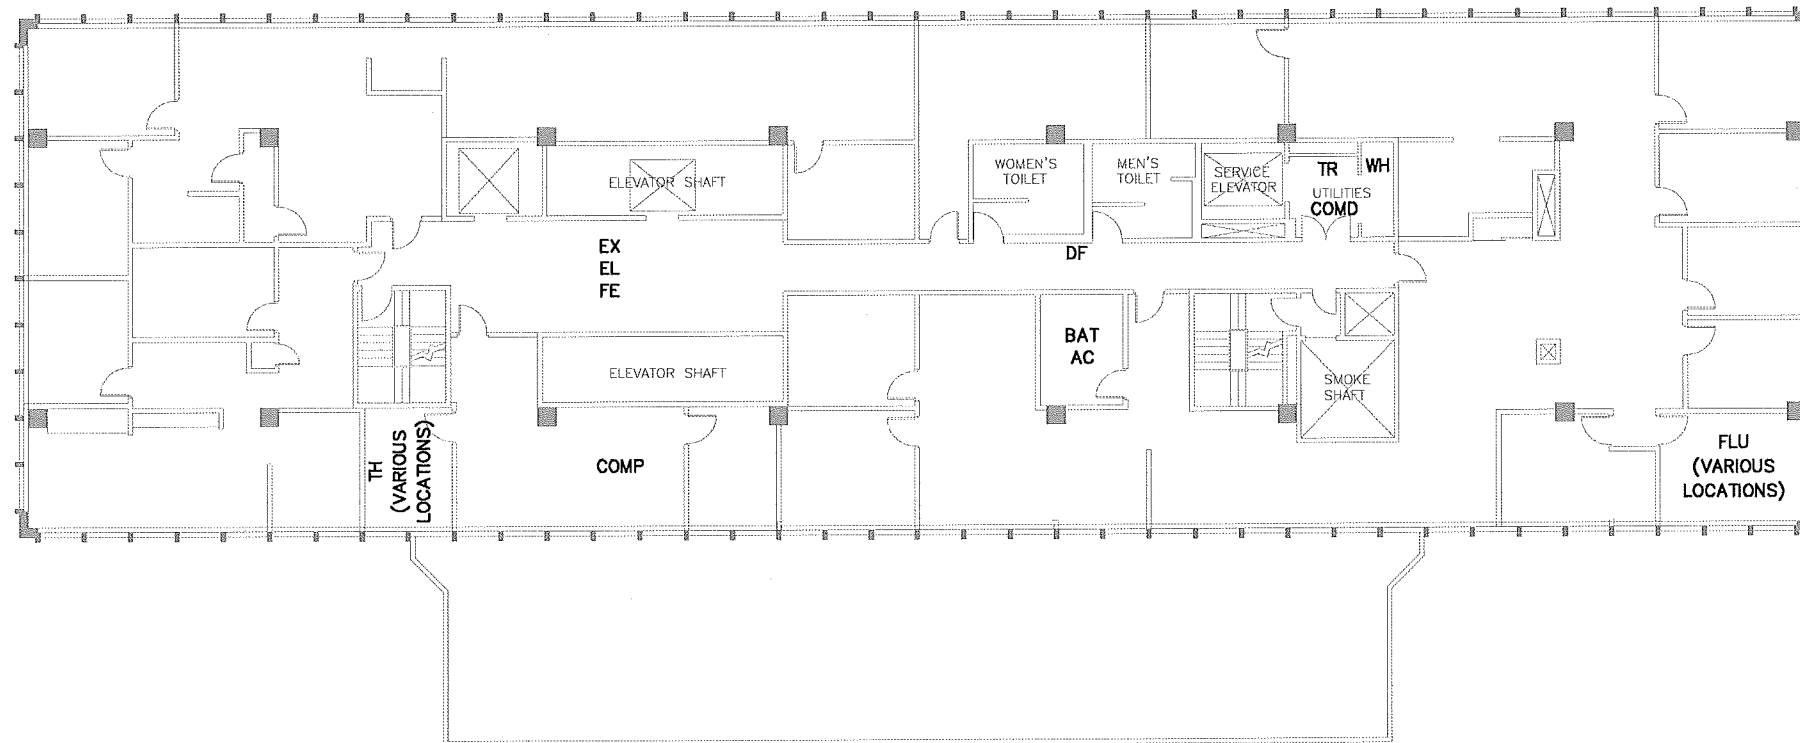 WOMEN'S
TOILET
MEN'S
TOILET
SERVICE
ELEVATOR
TR
WH
UTILITIES
COMD
ELEVATOR SHAFT
EX
EL
FE
DF
BAT
AC
ELEVATOR SHAFT
SMOKE
SHAFT
TH
(VARIOUS
LOCATIONS)
COMP
FLU
(VARIOUS
LOCATIONS)